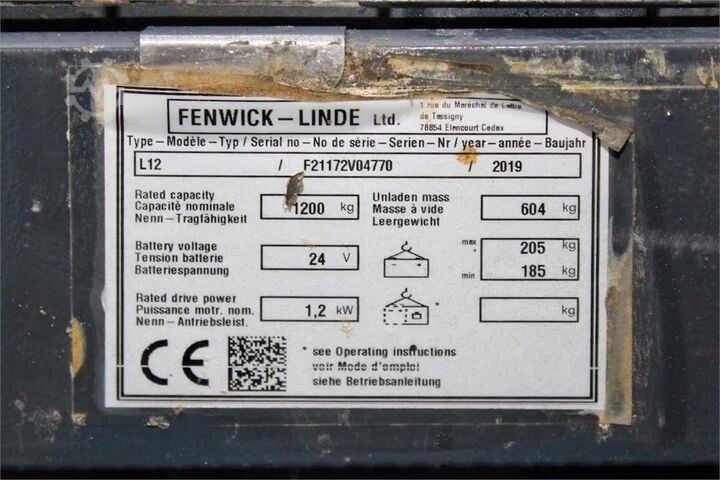 FENWICK – LINDE Ltd.
1 rue du Maréchal de Lattre
de Tassigny
78854 Elancourt Cedex
Type – Modèle – Typ / Serial no – No de série – Serien – Nr / year – année – Baujahr
L12 / F21172V04770 / 2019
Rated capacity
Capacité nominale
Nenn – Tragfähigkeit
1200 kg
Unladen mass
Masse à vide
Leergewicht
604 kg
Battery voltage
Tension batterie
Batteriespannung
24 V
max 205 kg
min 185 kg
Rated drive power
Puissance motr. nom.
Nenn – Antriebsleist.
1,2 kW
*
kg
CE
* see Operating instructions
voir Mode d'emploi
siehe Betriebsanleitung